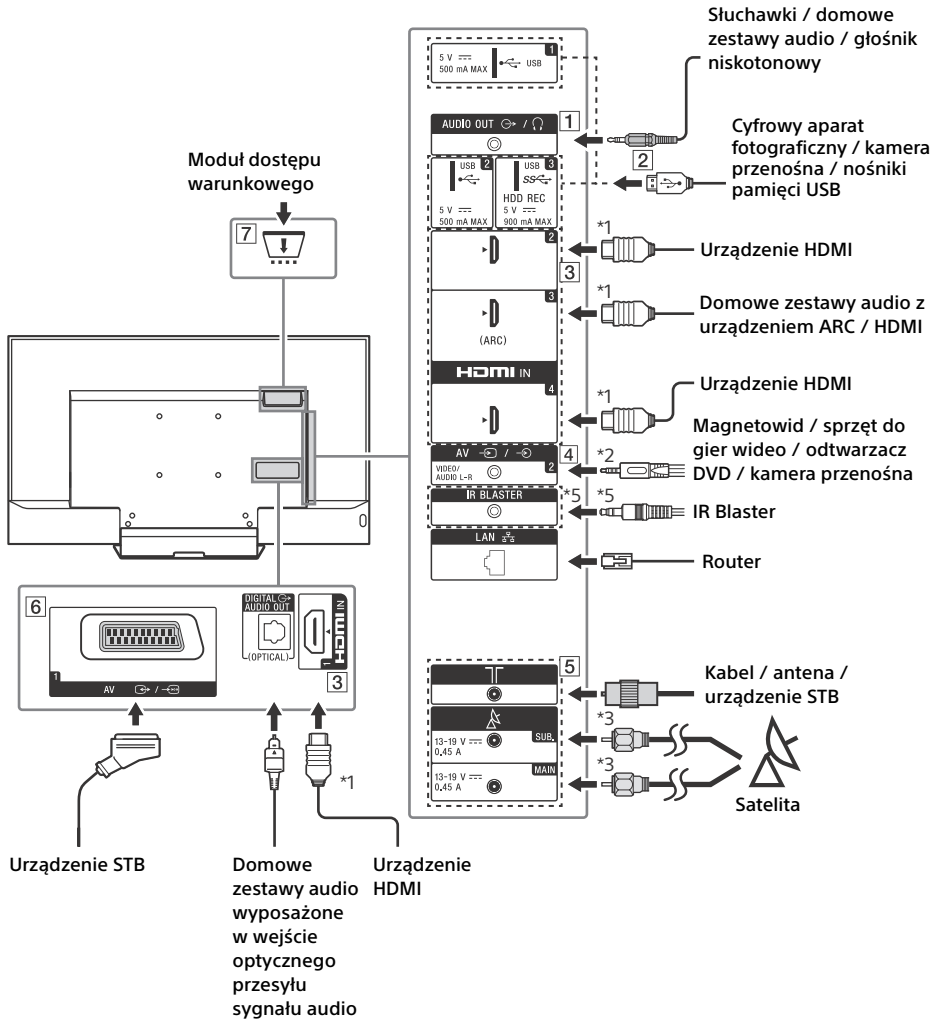 Słuchawki / domowe
zestawy audio / głośnik
niskotonowy
1
5 V
500 mA MAX
USB
AUDIO OUT /
1
Cyfrowy aparat
fotograficzny / kamera
przenośna / nośniki
pamięci USB
2
Moduł dostępu
warunkowego
7
USB 2
5 V
500 mA MAX
USB 3
SS
HDD REC
5 V
900 mA MAX
2
*1
Urządzenie HDMI
3
3
(ARC)
*1
Domowe zestawy audio z
urządzeniem ARC / HDMI
HDMI IN
4
*1
Urządzenie HDMI
AV /
VIDEO/
AUDIO L-R
2
4
*2
Magnetowid / sprzęt do
gier wideo / odtwarzacz
DVD / kamera przenośna
IR BLASTER
*5
*5
IR Blaster
LAN
Router
6
1
AV /
DIGITAL
AUDIO OUT
(OPTICAL)
HDMI IN
1
3
5
Kabel / antena /
urządzenie STB
13-19 V
0.45 A
SUB.
*3
13-19 V
0.45 A
MAIN
*3
Satelita
*1
Urządzenie STB
Domowe
zestawy audio
wyposażone
w wejście
optycznego
przesyłu
sygnału audio
Urządzenie
HDMI